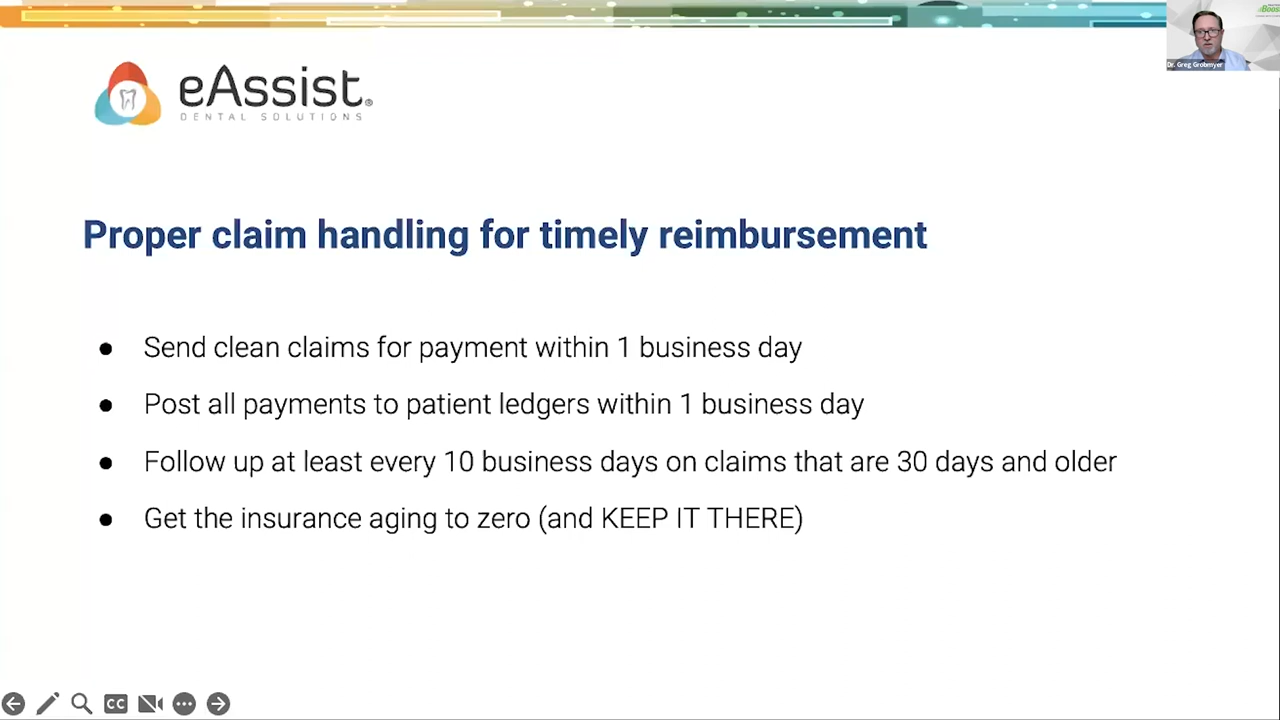 Boost
Dr. Greg Grobmyer
eAssist®
DENTAL SOLUTIONS
Proper claim handling for timely reimbursement
● Send clean claims for payment within 1 business day
● Post all payments to patient ledgers within 1 business day
● Follow up at least every 10 business days on claims that are 30 days and older
● Get the insurance aging to zero (and KEEP IT THERE)
CC